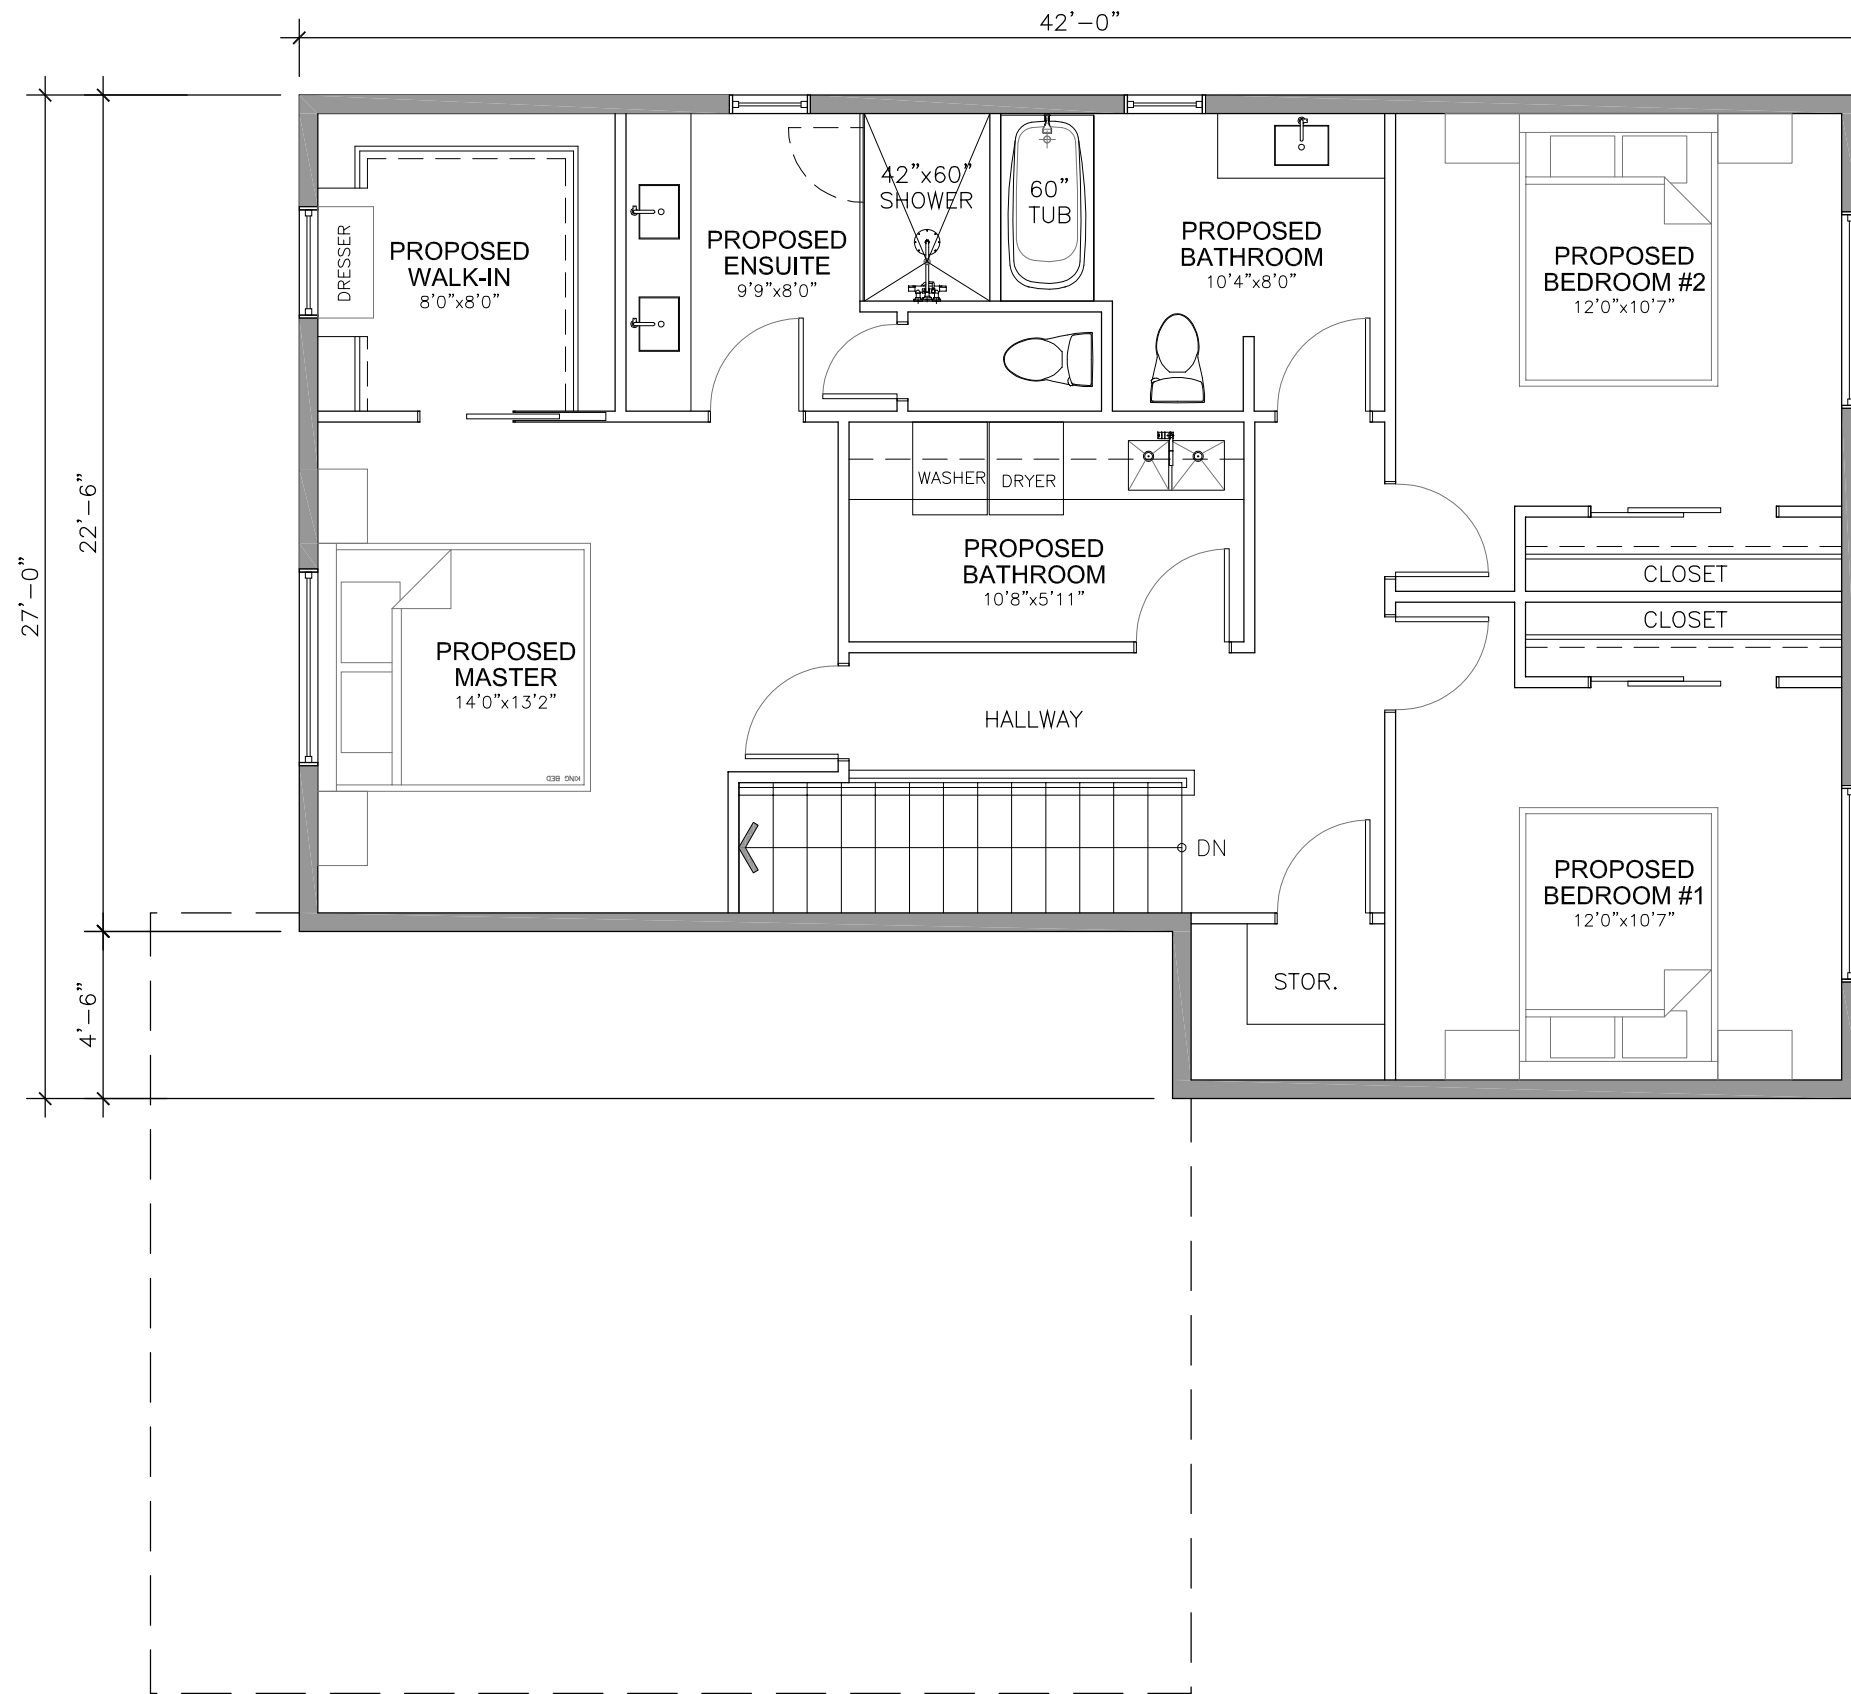 42'-0"
27'-0"
22'-6"
4'-6"
DRESSER
PROPOSED
WALK-IN
8'0"x8'0"
PROPOSED
ENSUITE
9'9"x8'0"
42"x60"
SHOWER
60"
TUB
PROPOSED
BATHROOM
10'4"x8'0"
PROPOSED
BEDROOM #2
12'0"x10'7"
WASHER
DRYER
PROPOSED
BATHROOM
10'8"x5'11"
CLOSET
CLOSET
PROPOSED
MASTER
14'0"x13'2"
KING BED
HALLWAY
DN
PROPOSED
BEDROOM #1
12'0"x10'7"
STOR.